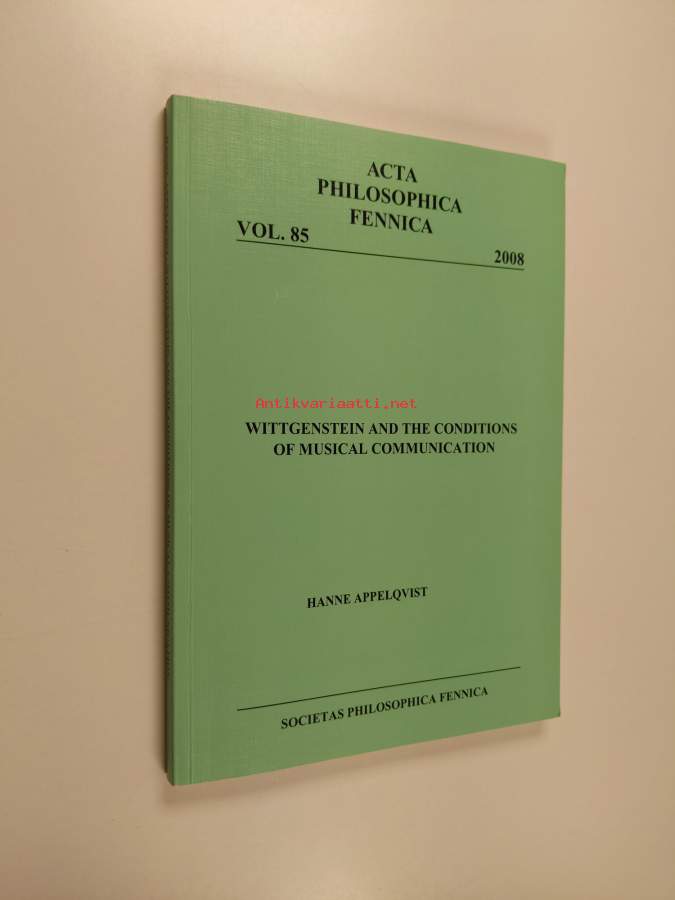 ACTA
PHILOSOPHICA
FENNICA
VOL. 85
2008
Antikvariaatti.net
WITTGENSTEIN AND THE CONDITIONS
OF MUSICAL COMMUNICATION
HANNE APPELQVIST
SOCIETAS PHILOSOPHICA FENNICA